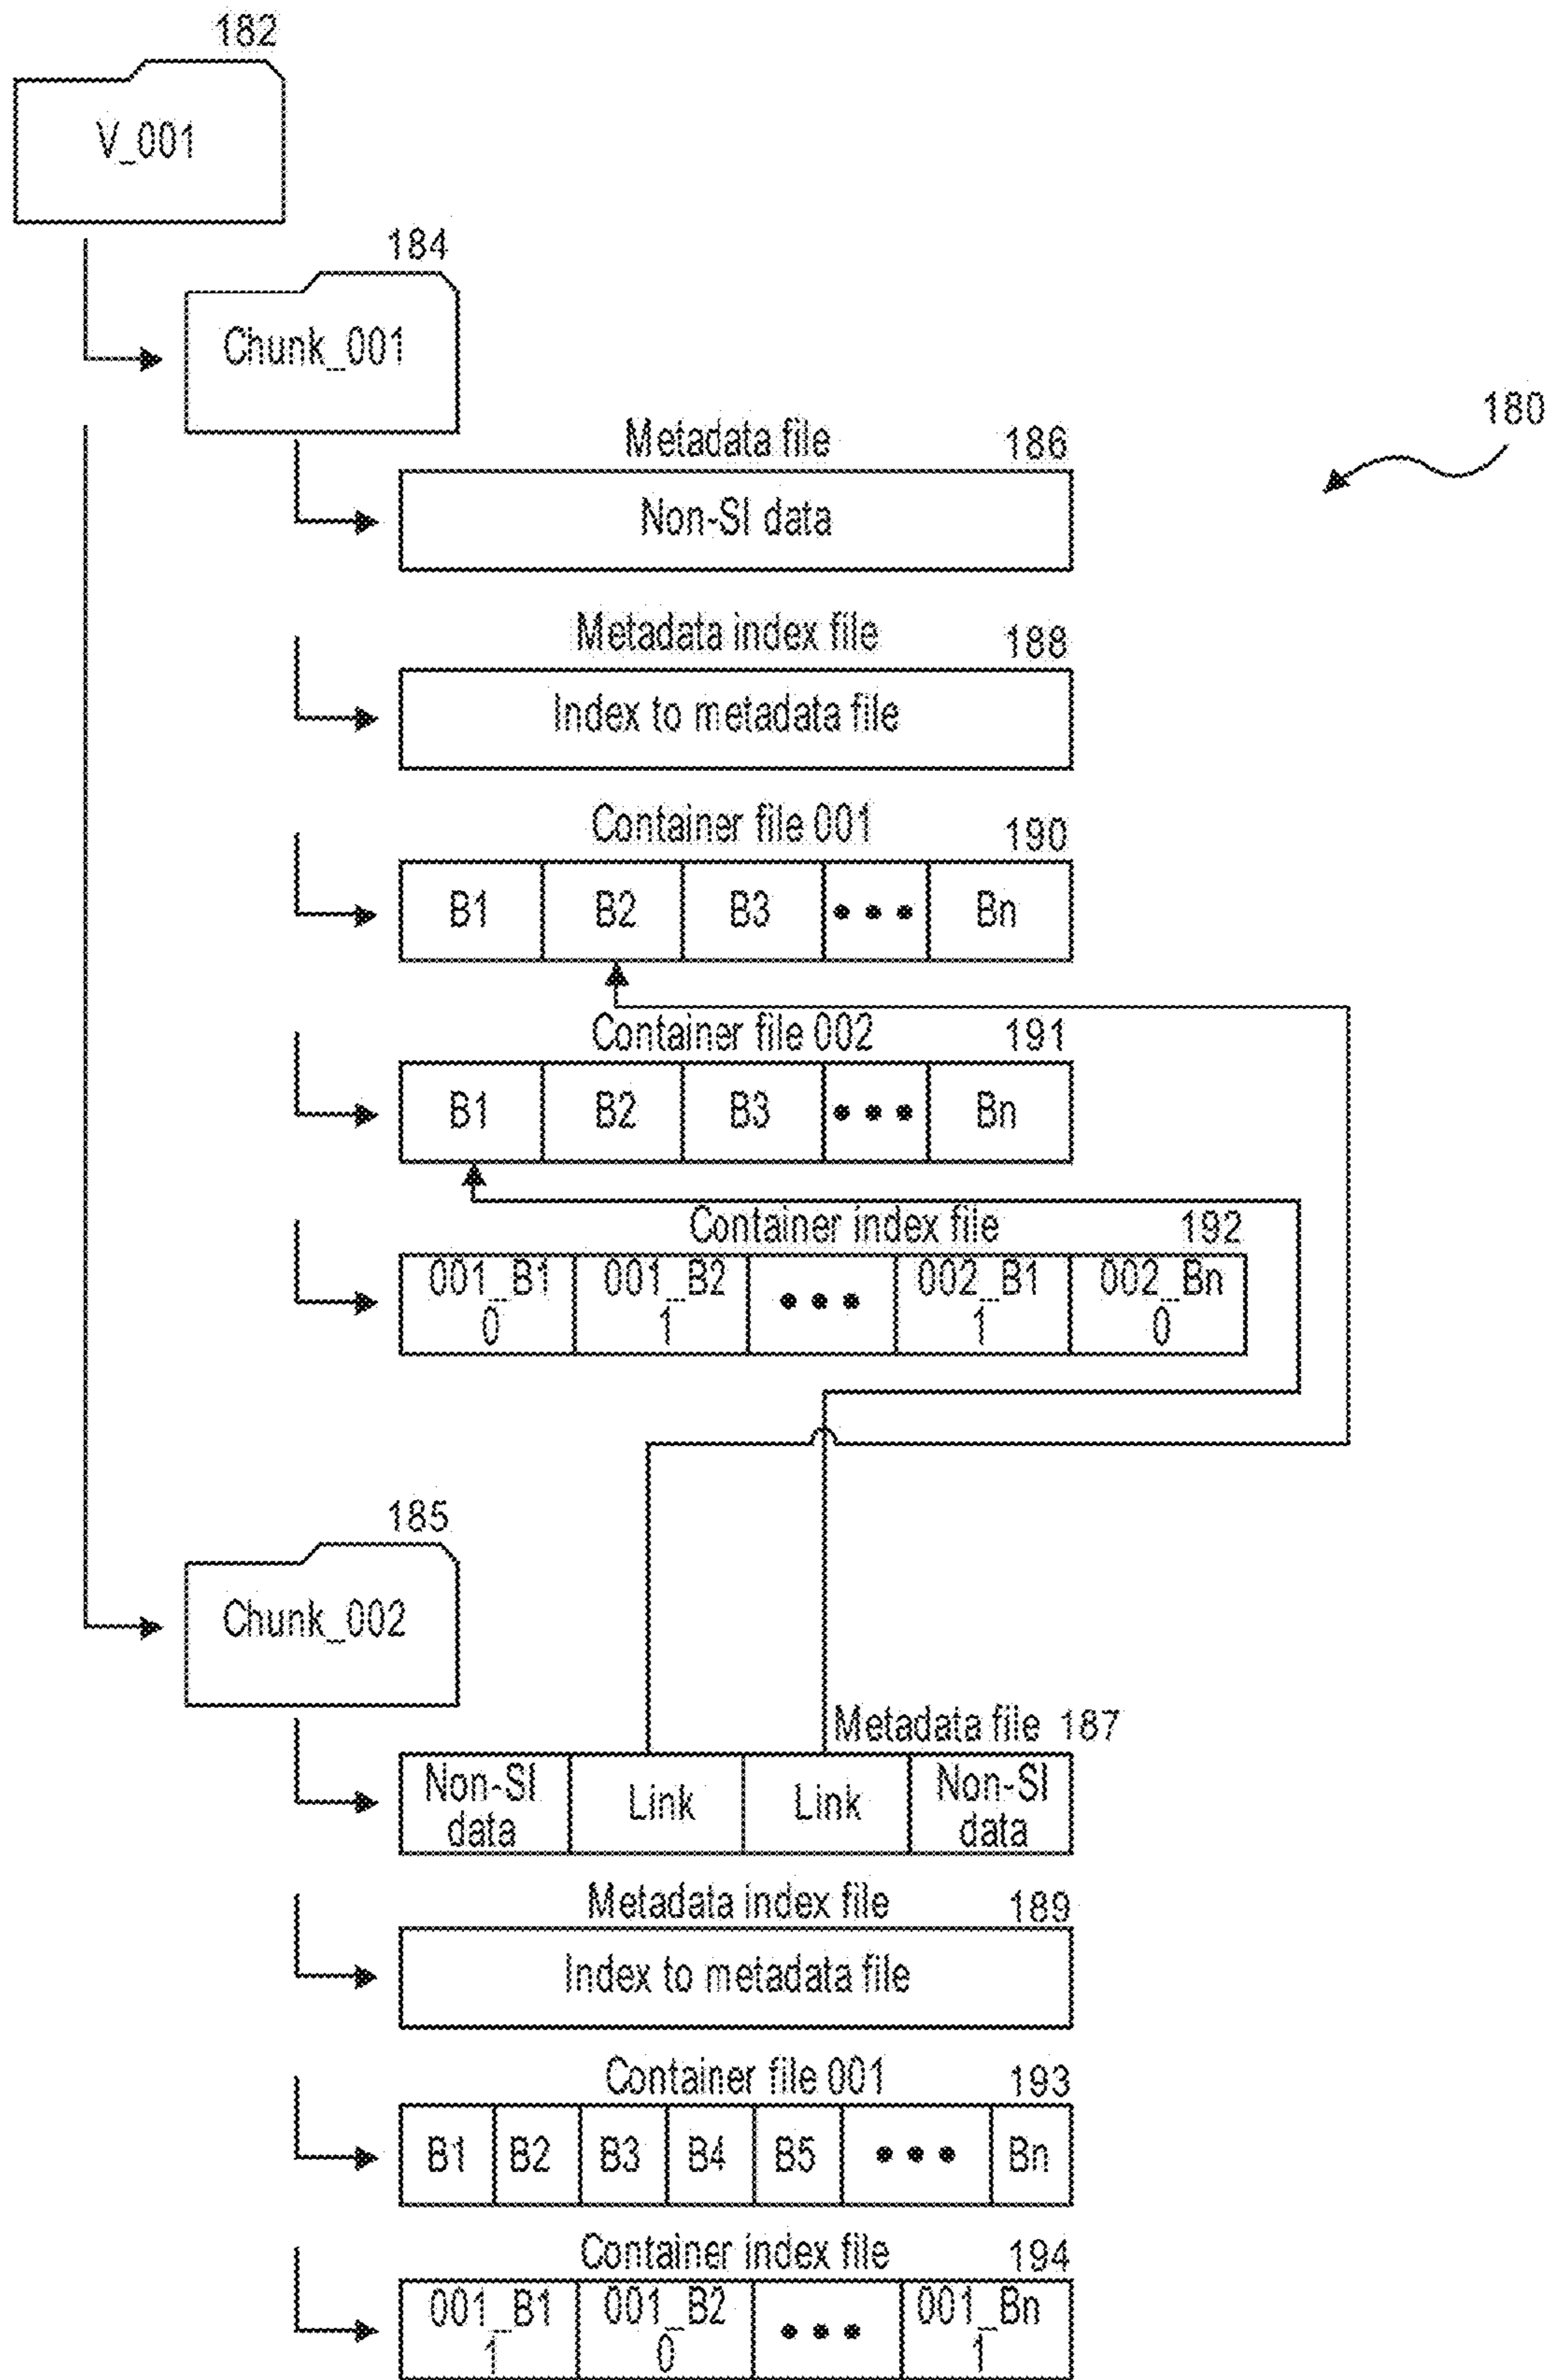 182
V_001
184
Chunk_001
180
Metadata file 186
Non-SI data
Metadata index file 188
Index to metadata file
Container file 001 190
B1 B2 B3 ••• Bn
Container file 002 191
B1 B2 B3 ••• Bn
Container index file 192
001_B1 001_B2 ••• 002_B1 002_Bn
0 1 1 0
185
Chunk_002
Metadata file 187
Non-SI Link Link Non-SI
data data
Metadata index file 189
Index to metadata file
Container file 001 193
B1 B2 B3 B4 B5 ••• Bn
Container index file 194
001_B1 001_B2 ••• 001_Bn
1 0 1